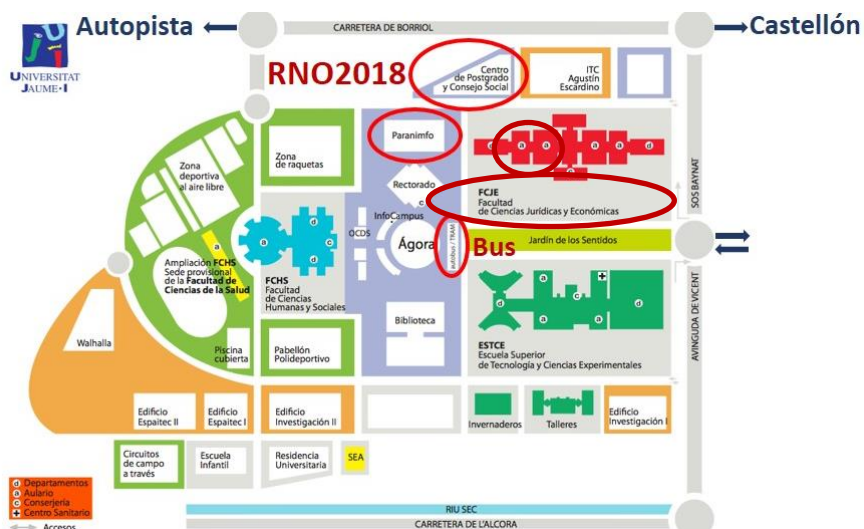 Autopista
CARRETERA DE BORRIOL
Castellón
UJI
UNIVERSITAT
JAUME·I
RNO2018
Centro
de Postgrado
y Consejo Social
ITC
Agustín
Escardino
Zona
deportiva
al aire libre
Zona
de raquetas
Paraninfo
d a a a a d
c
Rectorado
c
FCJE
Facultad
de Ciencias Jurídicas y Económicas
SOS BAYNAT
InfoCampus
OCDS
Ágora
autobus / TRAM
Bus
Jardín de los Sentidos
d
a c
d
a
Ampliación FCHS
Sede provisional
de la Facultad de
Ciencias de la Salud
FCHS
Facultad
de Ciencias
Humanas y Sociales
a
d c d
a a
Walhalla
Piscina
cubierta
Pabellón
Polideportivo
Biblioteca
ESTCE
Escuela Superior
de Tecnología y Ciencias Experimentales
AVINGUDA DE VICENT
Edificio
Espaitec II
Edificio
Espaitec I
Edificio
Investigación II
Invernaderos
Talleres
Edificio
Investigación I
Circuitos
de campo
a través
Escuela
Infantil
Residencia
Universitaria
SEA
d Departamentos
a Aulario
c Conserjería
+ Centro Sanitario
Accesos
RIU SEC
CARRETERA DE L'ALCORA